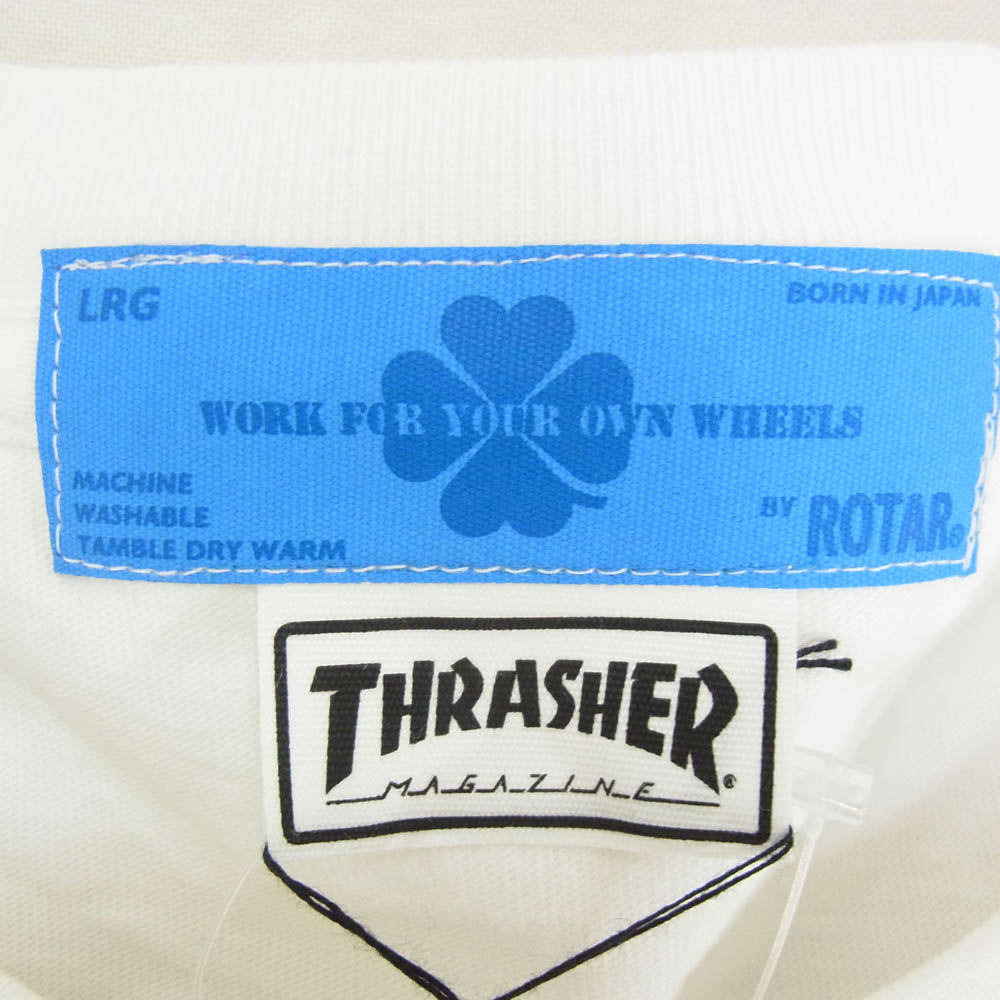 LRG
BORN IN JAPAN
WORK FOR YOUR OWN WHEELS
MACHINE
WASHABLE
TAMBLE DRY WARM
BY ROTAR®
THRASHER®
MAGAZINE